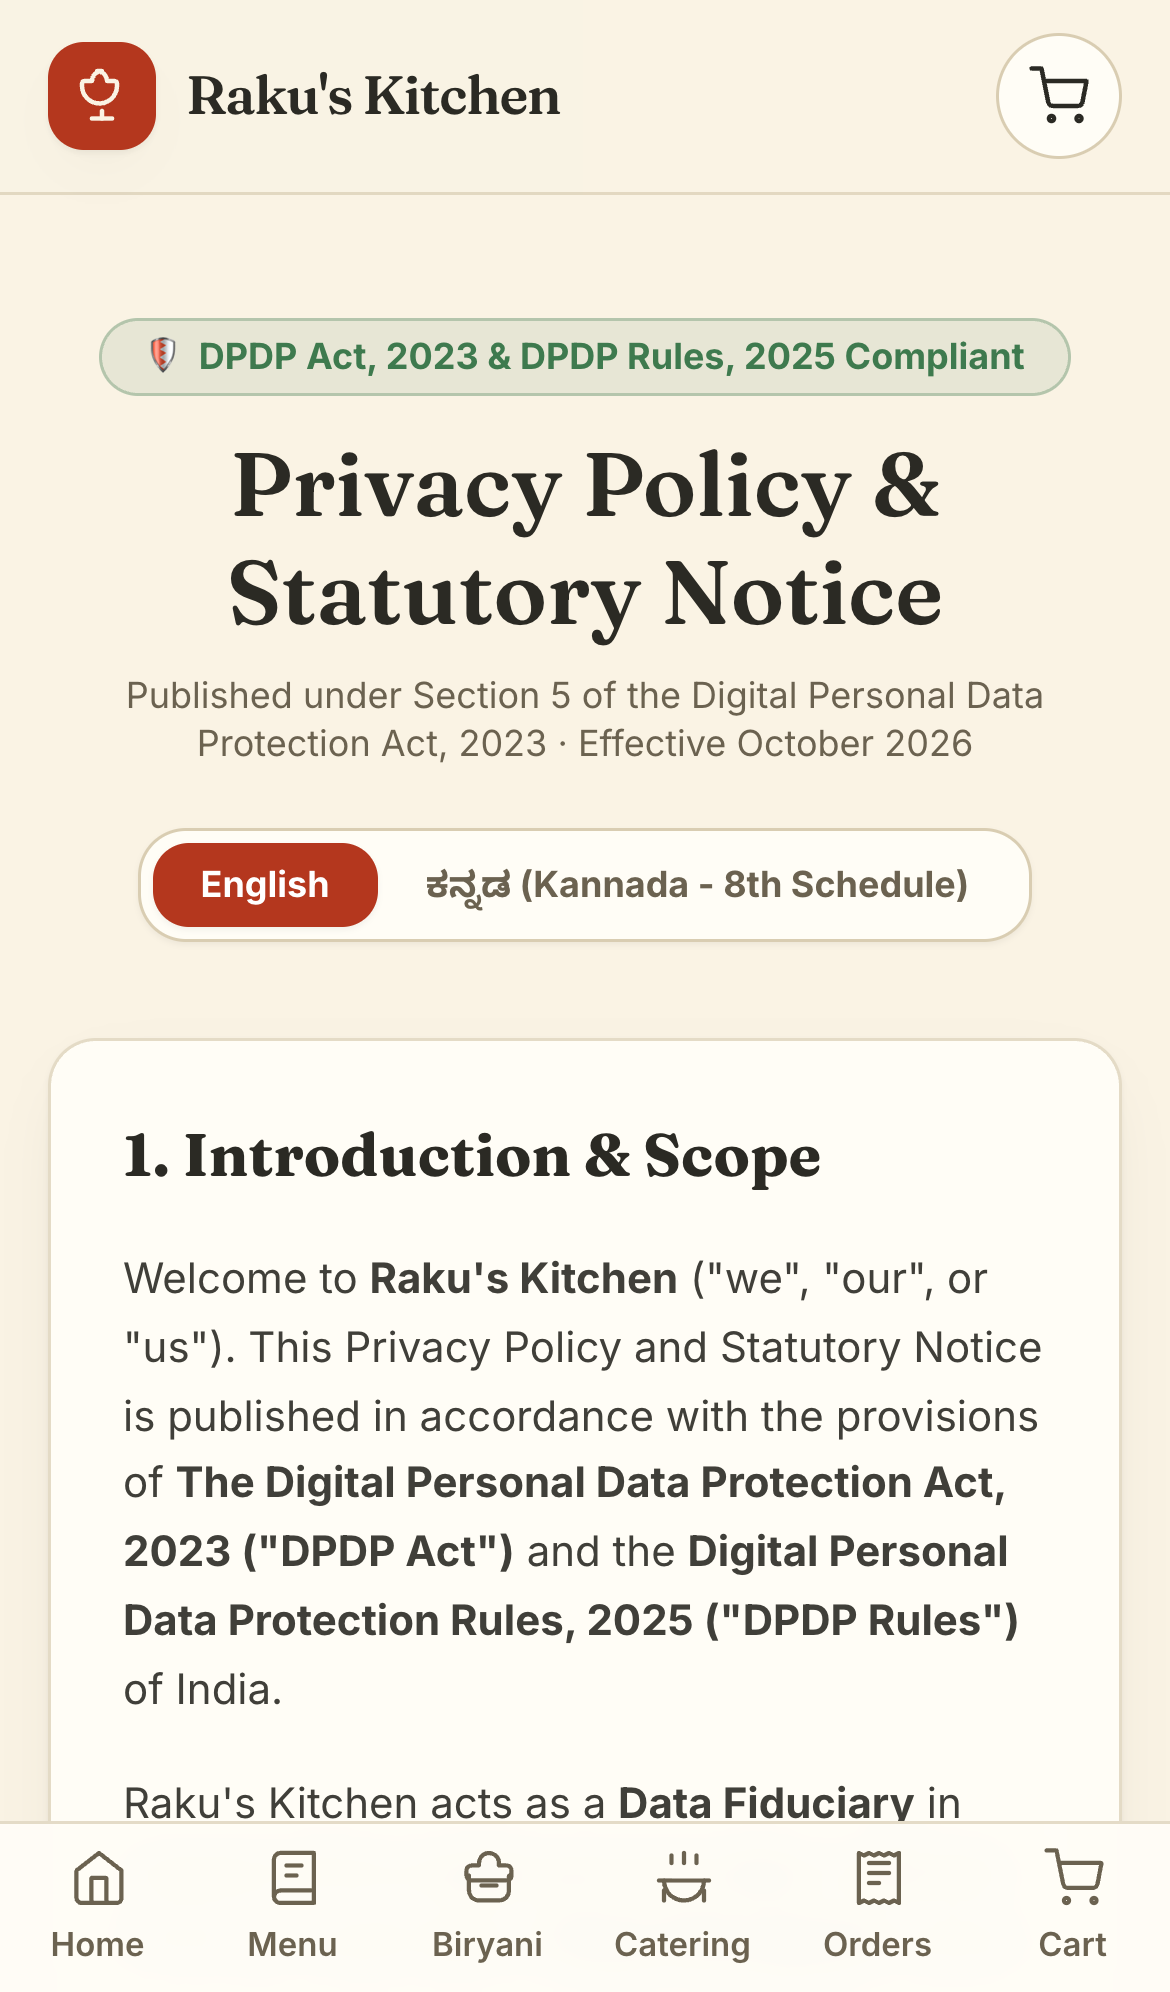 Raku's Kitchen
DPDP Act, 2023 & DPDP Rules, 2025 Compliant
Privacy Policy &
Statutory Notice
Published under Section 5 of the Digital Personal Data
Protection Act, 2023 · Effective October 2026
English
ಕನ್ನಡ (Kannada - 8th Schedule)
1. Introduction & Scope
Welcome to Raku's Kitchen ("we", "our", or
"us"). This Privacy Policy and Statutory Notice
is published in accordance with the provisions
of The Digital Personal Data Protection Act,
2023 ("DPDP Act") and the Digital Personal
Data Protection Rules, 2025 ("DPDP Rules")
of India.
Raku's Kitchen acts as a Data Fiduciary in
Home
Menu
Biryani
Catering
Orders
Cart